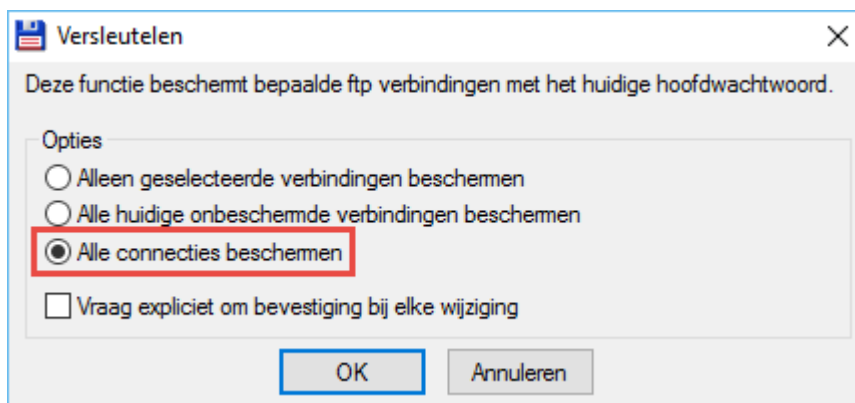 Versleutelen
Deze functie beschermt bepaalde ftp verbindingen met het huidige hoofdwachtwoord.
Opties
Alleen geselecteerde verbindingen beschermen
Alle huidige onbeschermde verbindingen beschermen
Alle connecties beschermen
Vraag expliciet om bevestiging bij elke wijziging
OK
Annuleren